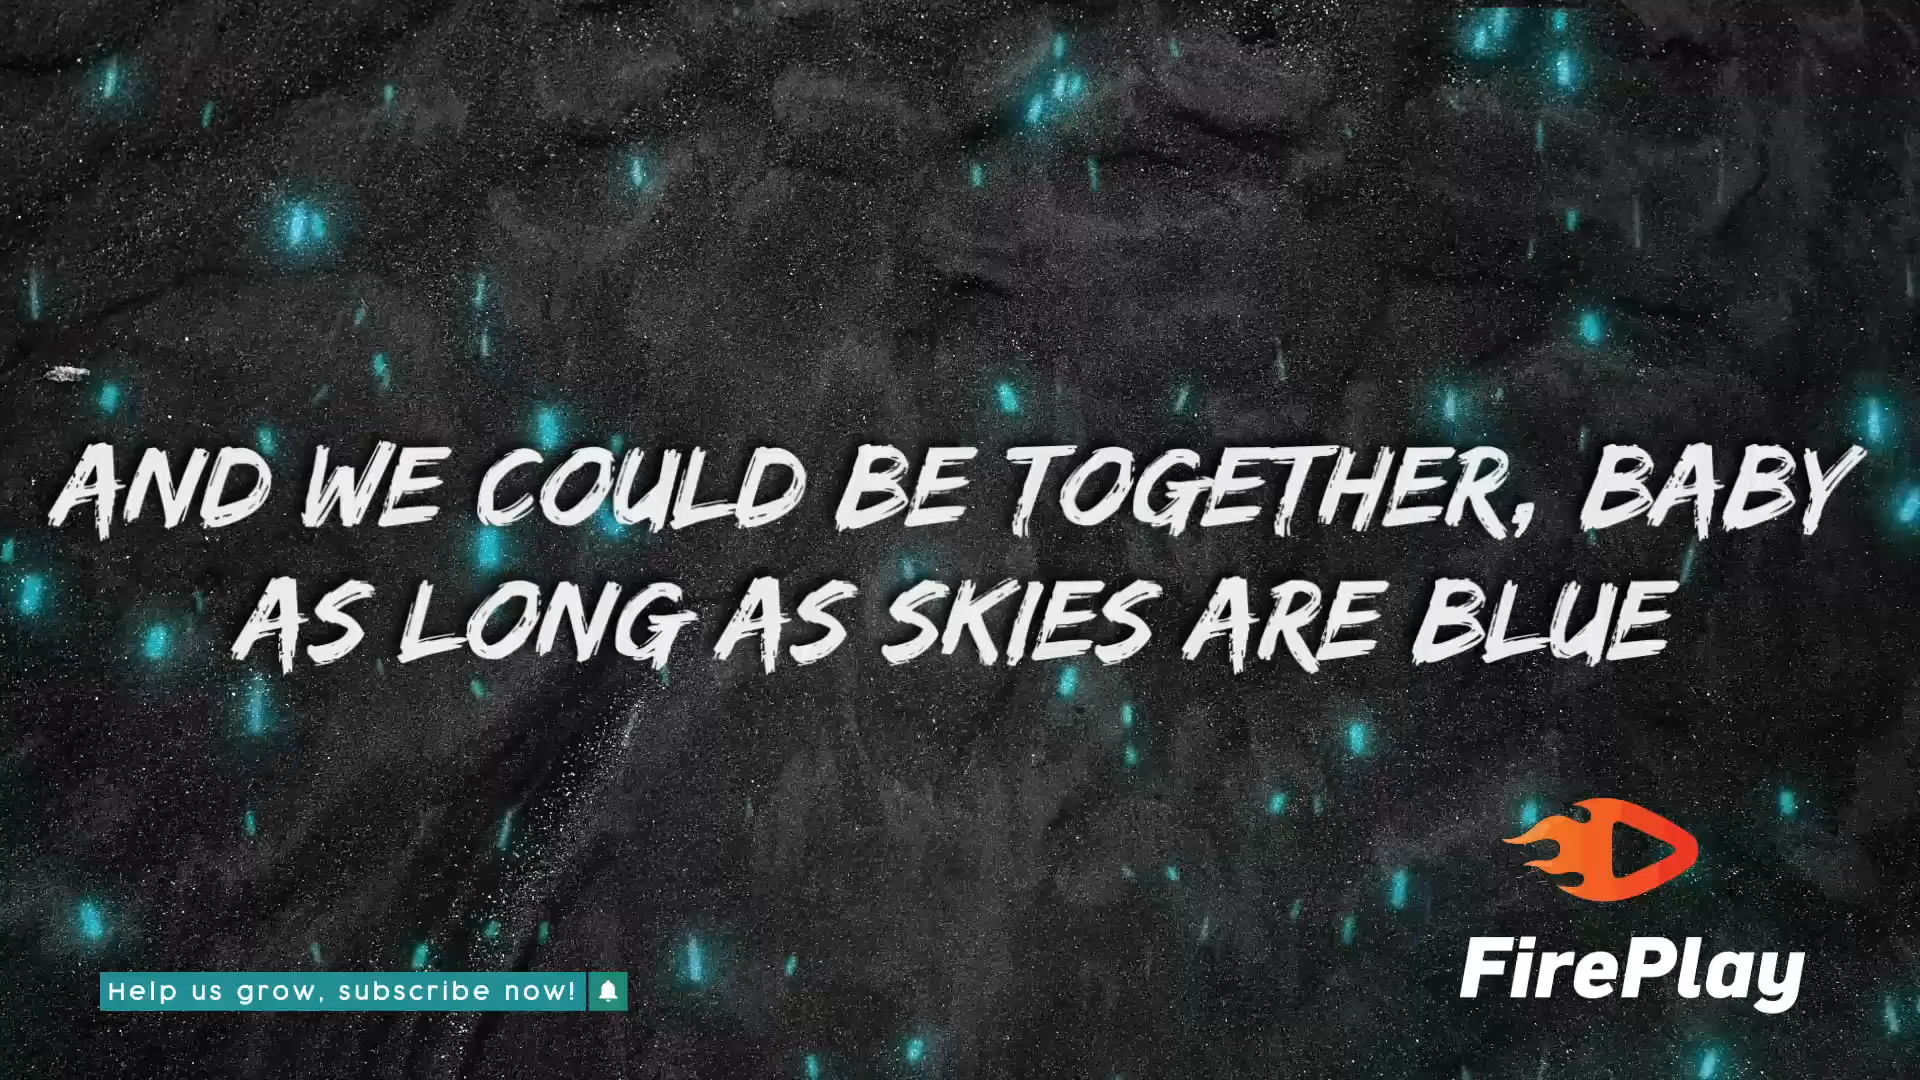 AND WE COULD BE TOGETHER, BABY
AS LONG AS SKIES ARE BLUE
Help us grow, subscribe now!
FirePlay